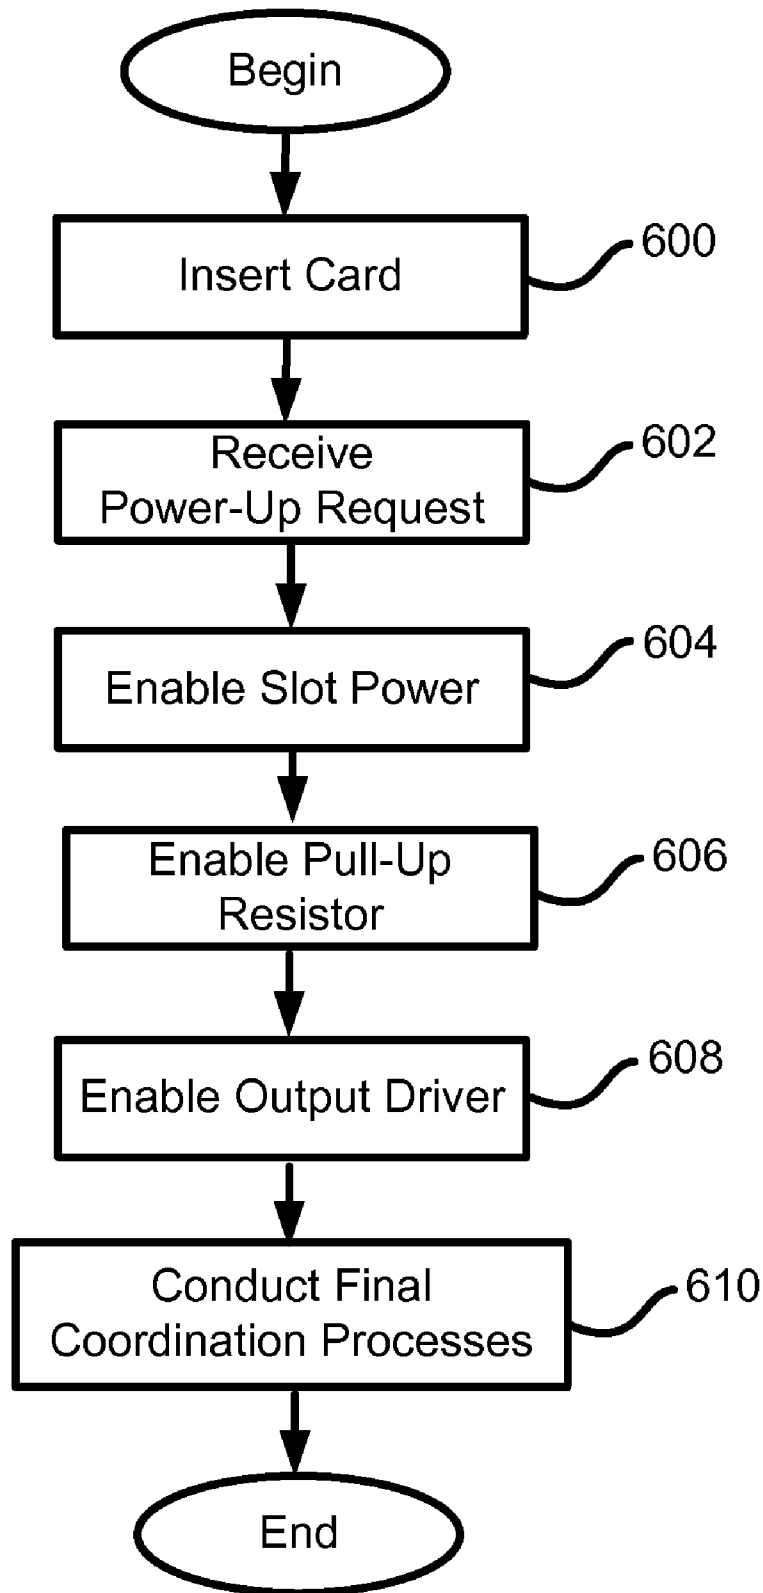 Begin
Insert Card
600
Receive
Power-Up Request
602
Enable Slot Power
604
Enable Pull-Up
Resistor
606
Enable Output Driver
608
Conduct Final
Coordination Processes
610
End